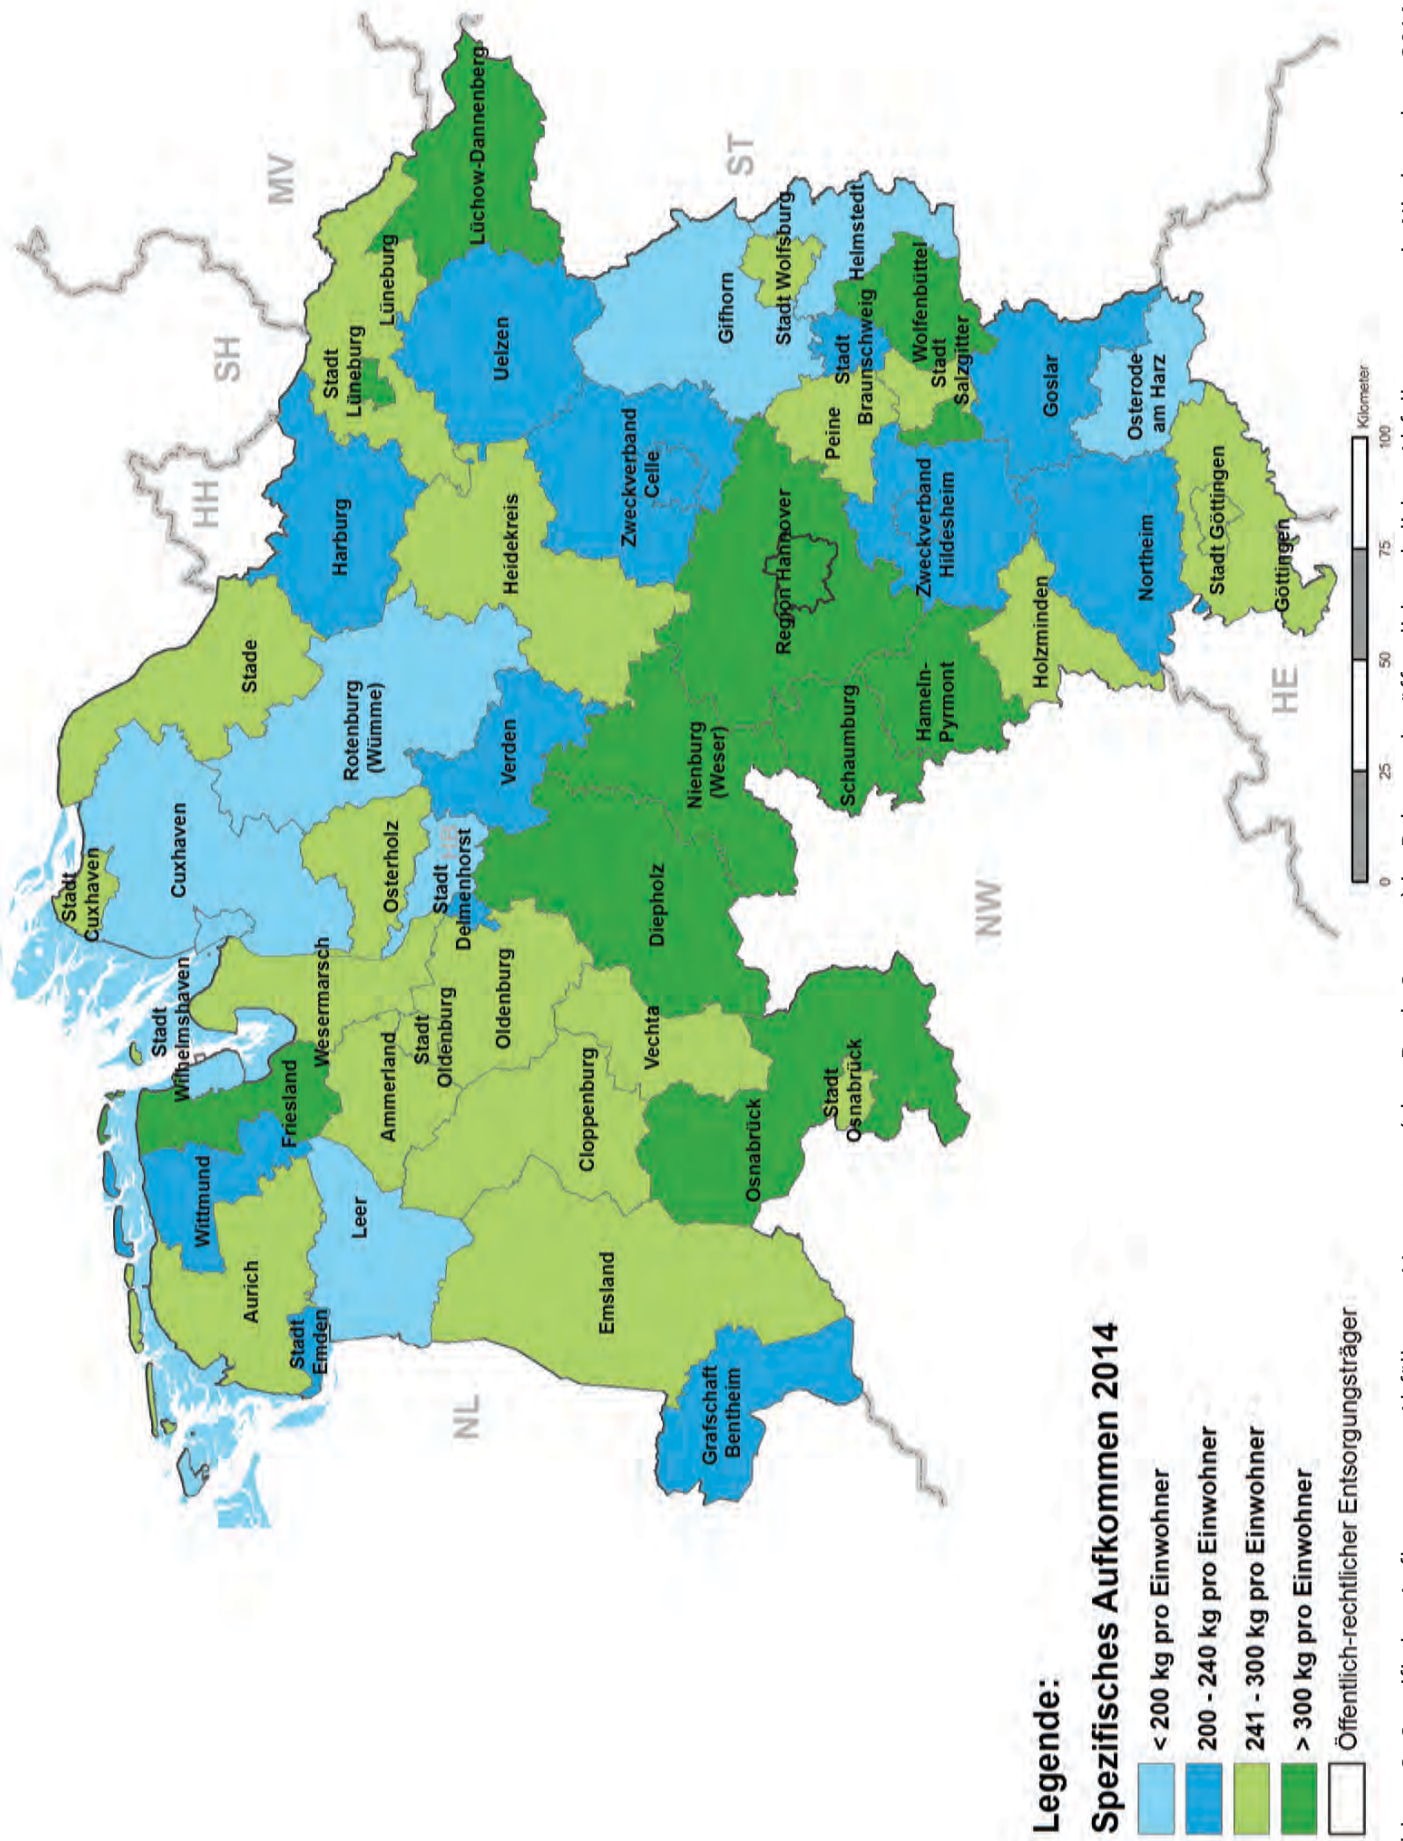 MV
SH
HH
ST
HE
NW
NL
HB
Stadt
Cuxhaven
Cuxhaven
Stade
Stadt
Wilhelmshaven
Wittmund
Aurich
Friesland
Wesermarsch
Stadt
Emden
Leer
Ammerland
Stadt
Oldenburg
Osterholz
Stadt
Delmenhorst
Rotenburg
(Wümme)
Harburg
Stadt
Lüneburg
Lüneburg
Lüchow-Dannenberg
Uelzen
Heidekreis
Verden
Oldenburg
Cloppenburg
Emsland
Vechta
Diepholz
Nienburg
(Weser)
Zweckverband
Celle
Gifhorn
Stadt Wolfsburg
Helmstedt
Grafschaft
Bentheim
Osnabrück
Stadt
Osnabrück
Region Hannover
Schaumburg
Hameln-
Pyrmont
Peine
Stadt
Braunschweig
Wolfenbüttel
Stadt
Salzgitter
Zweckverband
Hildesheim
Holzminden
Goslar
Northeim
Osterode
am Harz
Stadt Göttingen
Göttingen
0 25 50 75 100 Kilometer
Legende:
Spezifisches Aufkommen 2014
< 200 kg pro Einwohner
200 - 240 kg pro Einwohner
241 - 300 kg pro Einwohner
> 300 kg pro Einwohner
Öffentlich-rechtlicher Entsorgungsträger